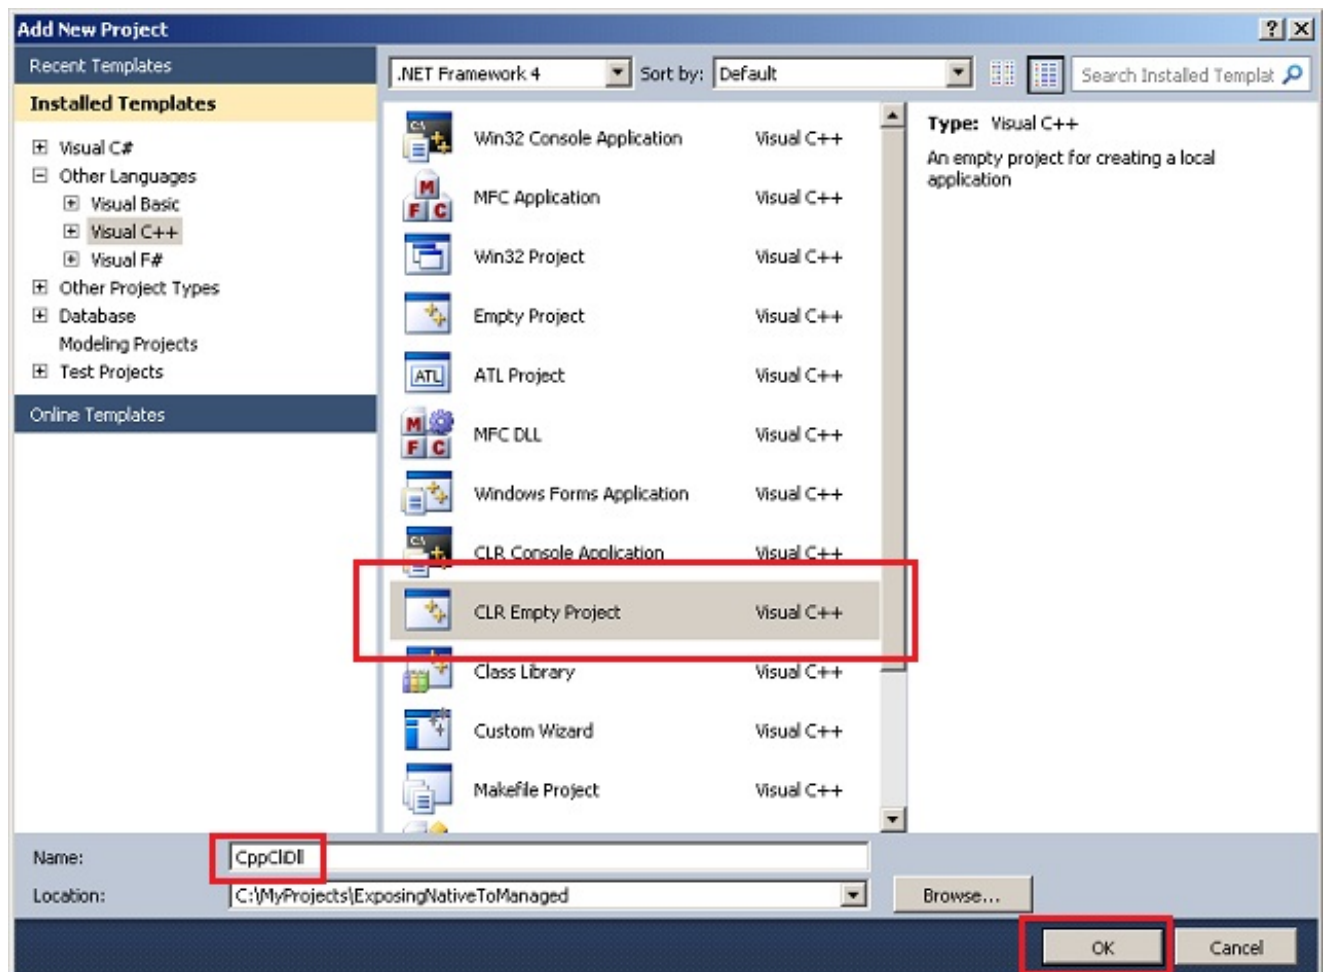 Add New Project
Recent Templates
Installed Templates
Visual C#
Other Languages
Visual Basic
Visual C++
Visual F#
Other Project Types
Database
Modeling Projects
Test Projects
Online Templates
.NET Framework 4 Sort by: Default Search Installed Templat
Win32 Console Application Visual C++
MFC Application Visual C++
Win32 Project Visual C++
Empty Project Visual C++
ATL Project Visual C++
MFC DLL Visual C++
Windows Forms Application Visual C++
CLR Console Application Visual C++
CLR Empty Project Visual C++
Class Library Visual C++
Custom Wizard Visual C++
Makefile Project Visual C++
Type: Visual C++
An empty project for creating a local
application
Name: CppCliDll
Location: C:\MyProjects\ExposingNativeToManaged Browse...
OK Cancel